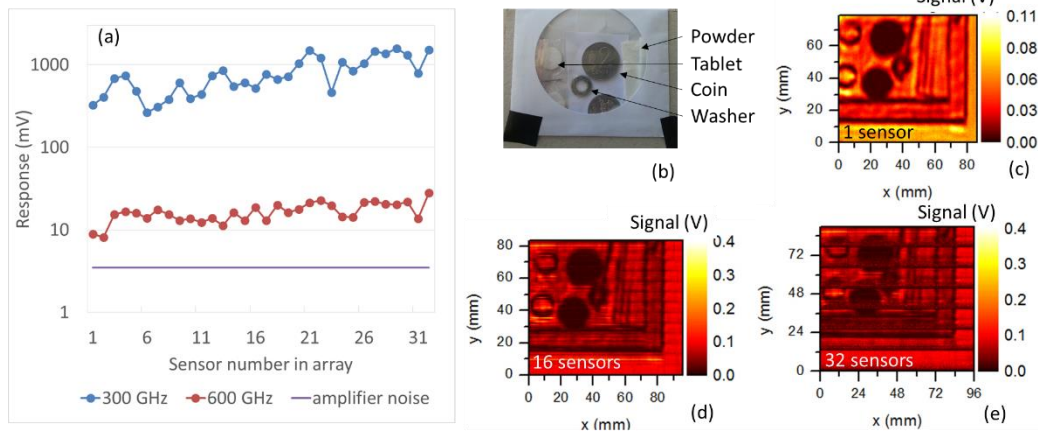 (a)
1000
100
10
1
Response (mV)
1 6 11 16 21 26 31
Sensor number in array
300 GHz 600 GHz amplifier noise
Powder
Tablet
Coin
Washer
(b)
Signal (V)
0.11
0.08
0.06
0.03
0.00
60
40
20
0
y (mm)
1 sensor
0 20 40 60 80
x (mm)
(c)
Signal (V)
0.4
0.3
0.2
0.1
0.0
80
60
40
20
0
y (mm)
16 sensors
0 20 40 60 80
x (mm)
(d)
Signal (V)
0.4
0.3
0.2
0.1
0.0
72
48
24
0
y (mm)
32 sensors
0 24 48 72 96
x (mm)
(e)